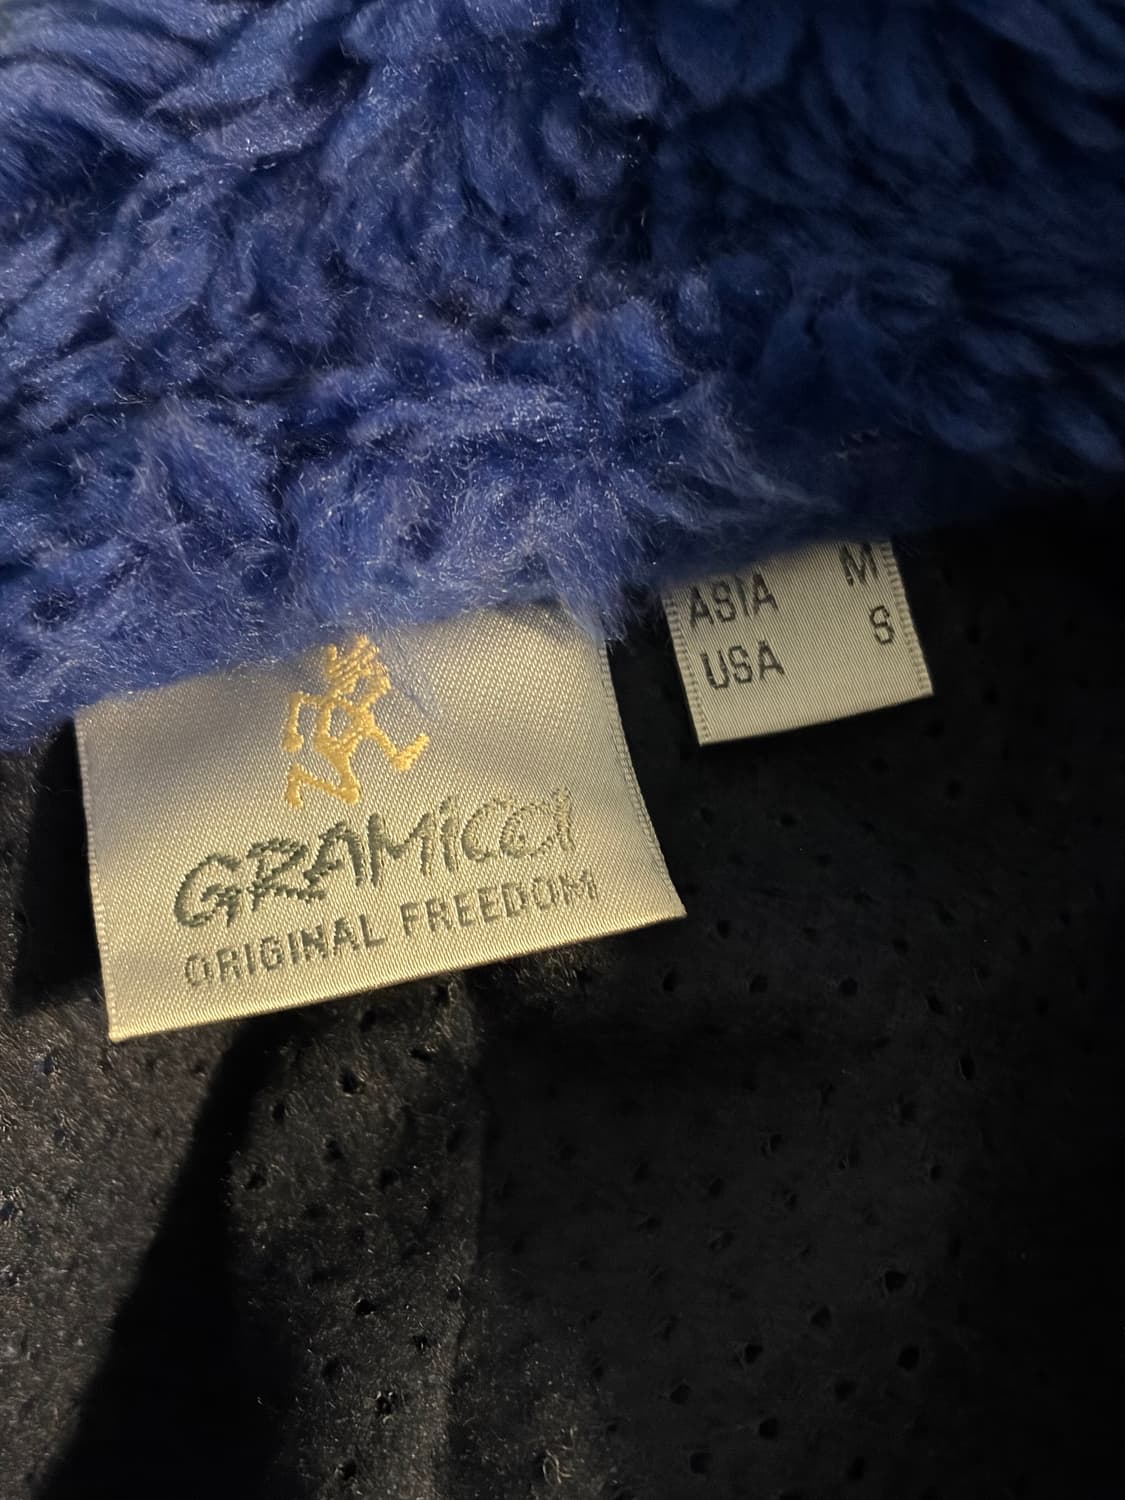 GRAMiCCi
ORIGINAL FREEDOM
ASIA M
USA S